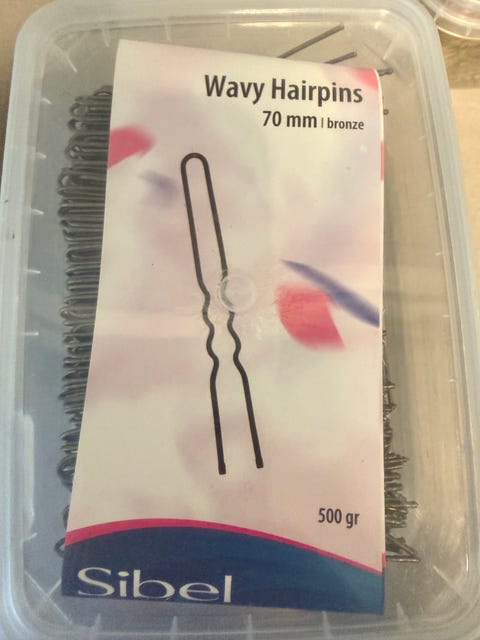 Wavy Hairpins
70 mm | bronze
500 gr
Sibel